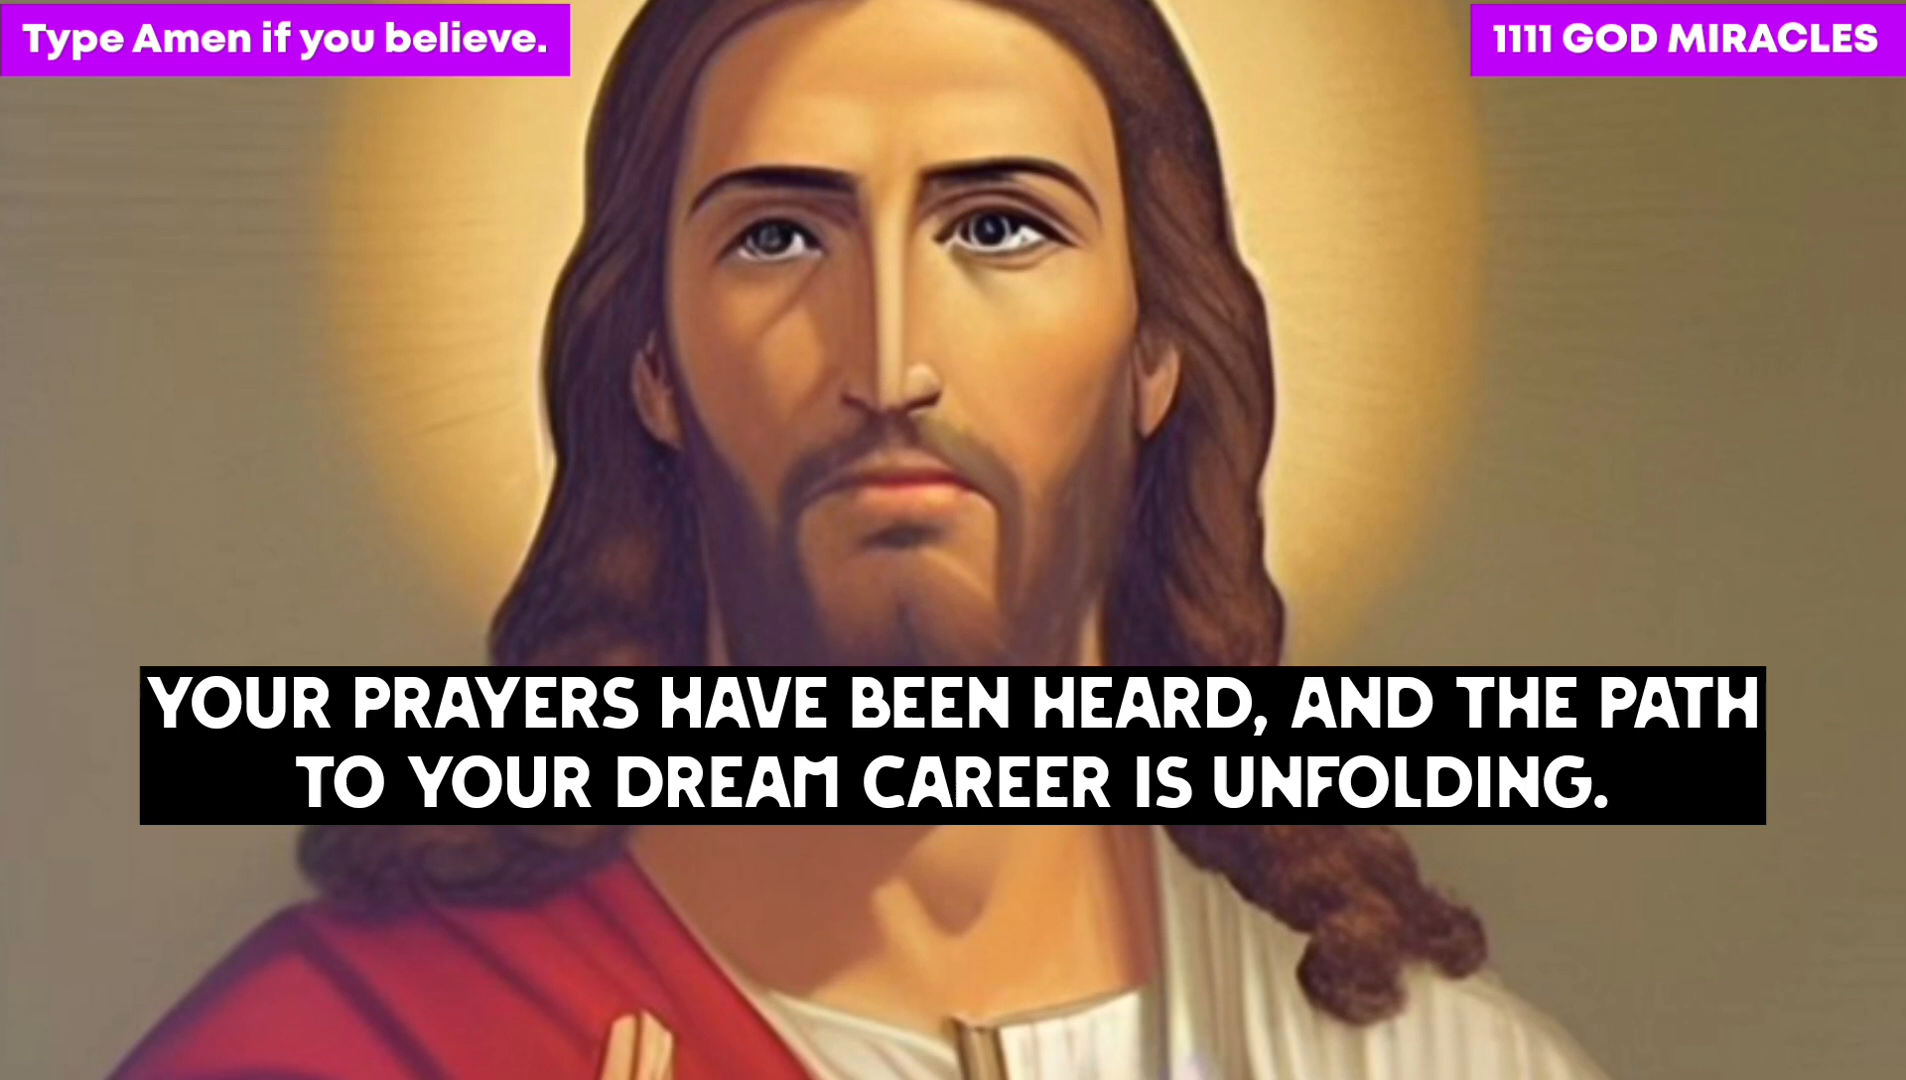 Type Amen if you believe.
1111 GOD MIRACLES
YOUR PRAYERS HAVE BEEN HEARD, AND THE PATH
TO YOUR DREAM CAREER IS UNFOLDING.